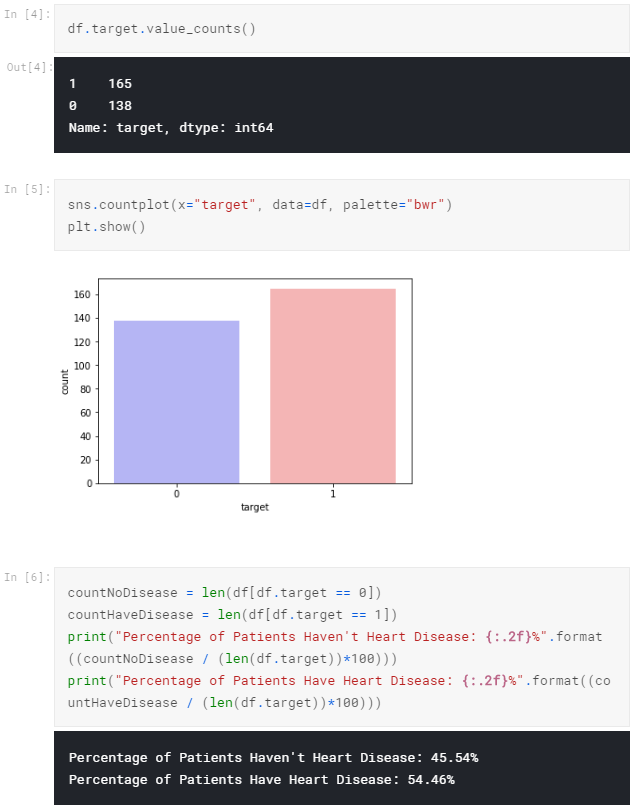 In [4]:
df.target.value_counts()
Out[4]:
1    165
0    138
Name: target, dtype: int64
In [5]:
sns.countplot(x="target", data=df, palette="bwr")
plt.show()
160
140
120
100
80
60
40
20
0
count
0
1
target
In [6]:
countNoDisease = len(df[df.target == 0])
countHaveDisease = len(df[df.target == 1])
print("Percentage of Patients Haven't Heart Disease: {:.2f}%".format
((countNoDisease / (len(df.target))*100)))
print("Percentage of Patients Have Heart Disease: {:.2f}%".format((co
untHaveDisease / (len(df.target))*100)))
Percentage of Patients Haven't Heart Disease: 45.54%
Percentage of Patients Have Heart Disease: 54.46%